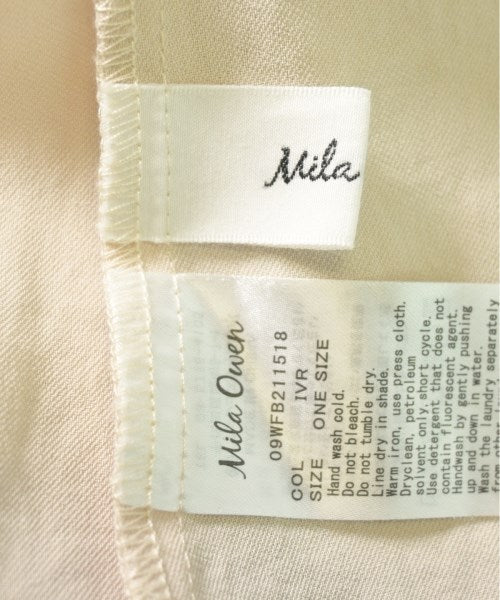 Mila
Mila Owen
09WFB211518
COL IVR
SIZE ONE SIZE
Hand wash cold.
Do not bleach.
Do not tumble dry.
Line dry in shade.
Warm iron, use press cloth.
Dryclean, petroleum
solvent only, short cycle.
Use detergent that does not
contain fluorescent agent.
Handwash by gently pushing
up and down in water.
Wash the laundry separately
from other